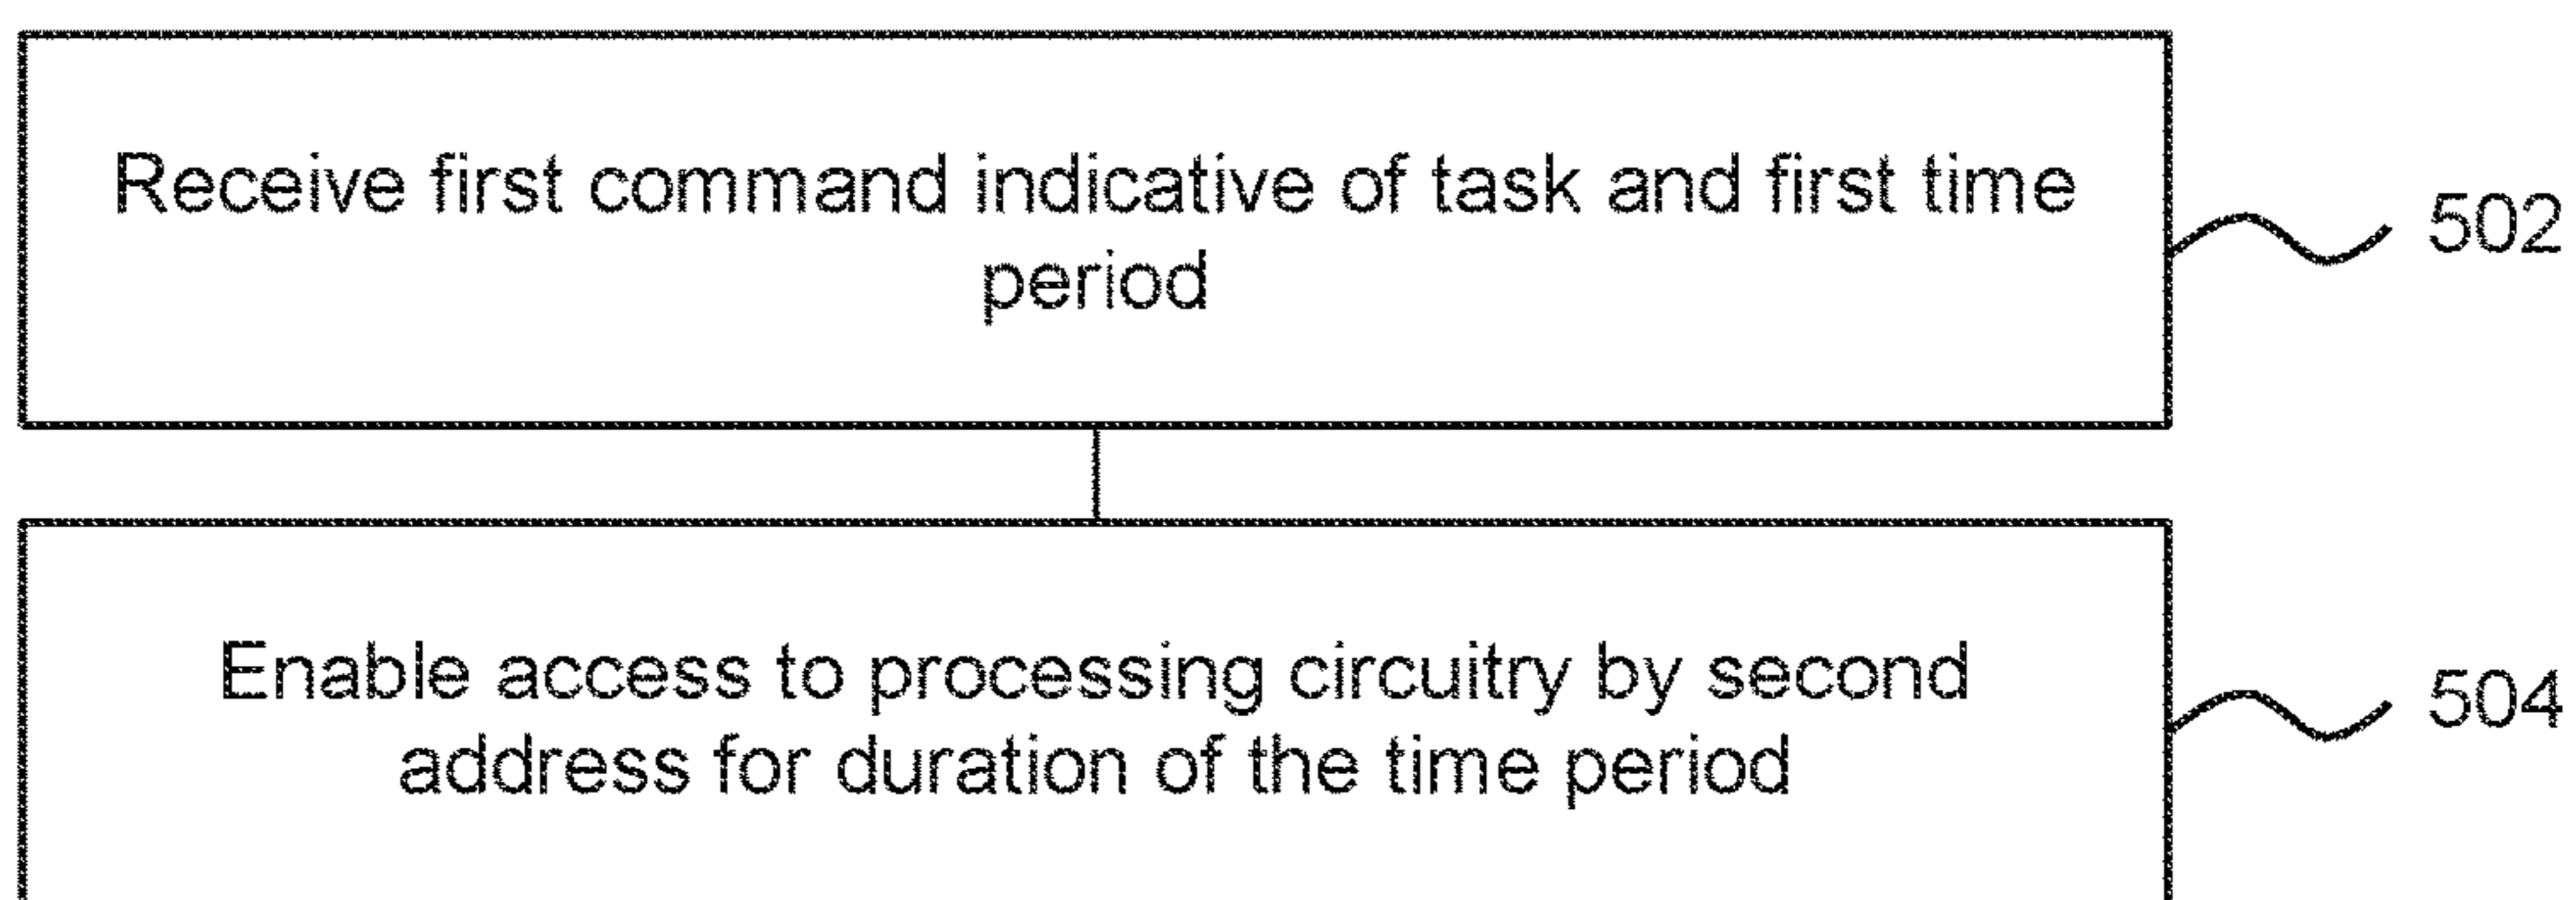 Receive first command indicative of task and first time
period
502
Enable access to processing circuitry by second
address for duration of the time period
504